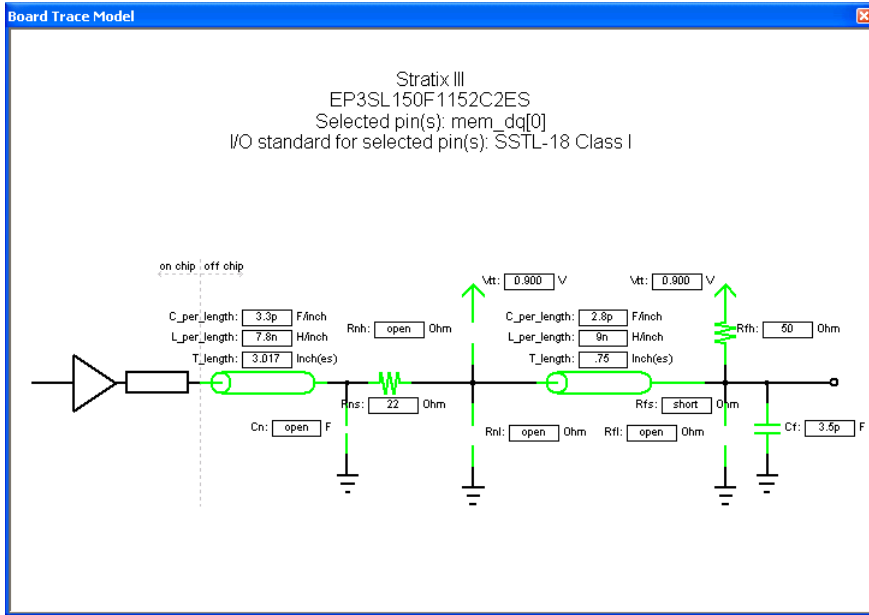 Board Trace Model
Stratix III
EP3SL150F1152C2ES
Selected pin(s): mem_dq[0]
I/O standard for selected pin(s): SSTL-18 Class I
on chip off chip
Vtt: 0.900 V
Vtt: 0.900 V
C_per_length: 3.3p F/inch
L_per_length: 7.8n H/inch
T_length: 3.017 Inch(es)
Rnh: open Ohm
C_per_length: 2.8p F/inch
L_per_length: 9n H/inch
T_length: .75 Inch(es)
Rfh: 50 Ohm
Rns: 22 Ohm
Rfs: short Ohm
Cn: open F
Rnl: open Ohm
Rfl: open Ohm
Cf: 3.5p F